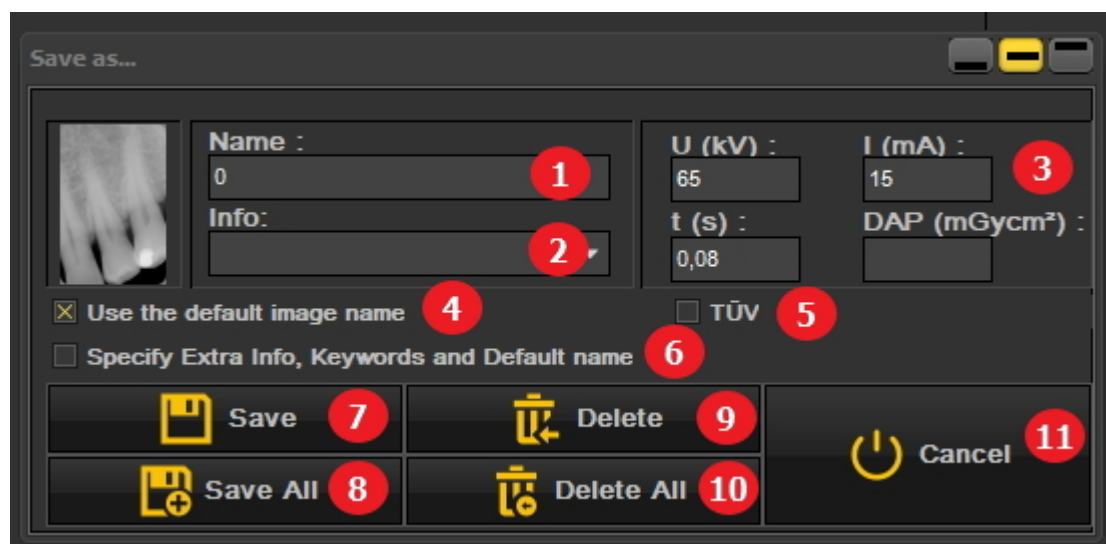 Save as...
Name :
0
1
Info:
2
U (kV) :
65
I (mA) :
15
3
t (s) :
0,08
DAP (mGycm²) :
Use the default image name
4
TŪV
5
Specify Extra Info, Keywords and Default name
6
Save
7
Delete
9
Cancel
11
Save All
8
Delete All
10